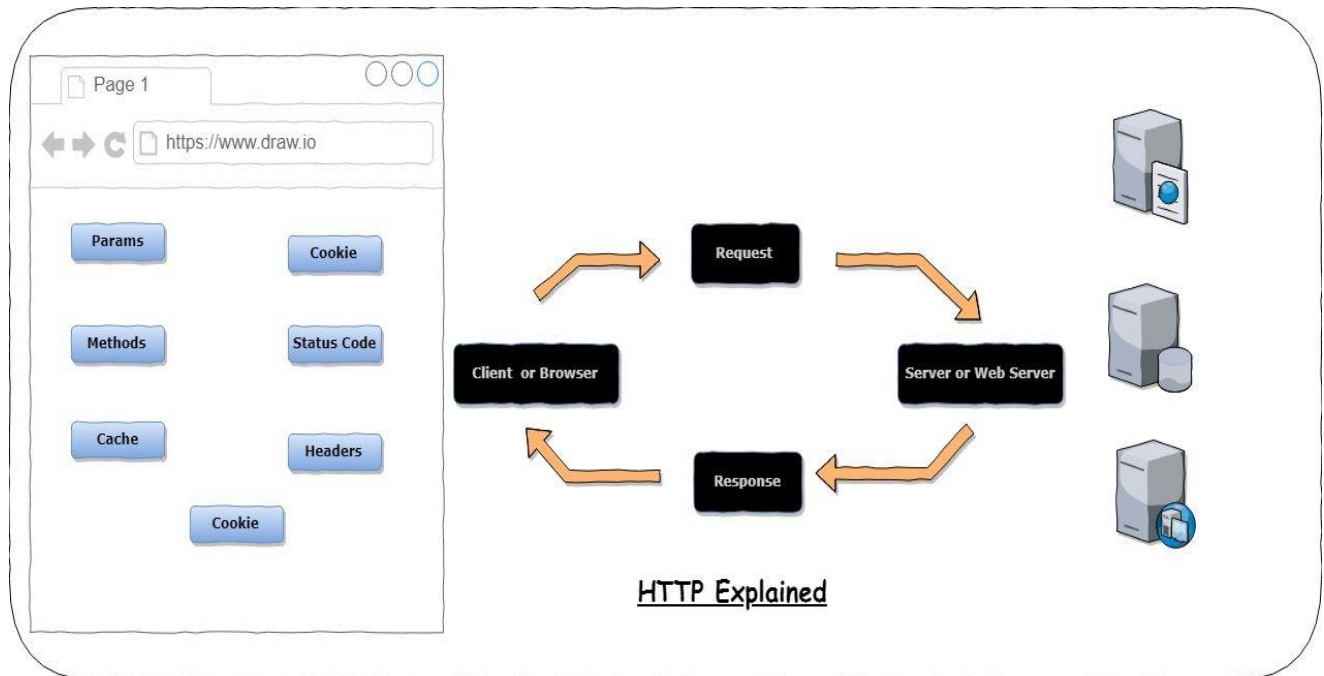 Page 1
https://www.draw.io
Params
Cookie
Methods
Status Code
Cache
Headers
Cookie
Request
Client or Browser
Server or Web Server
Response
HTTP Explained